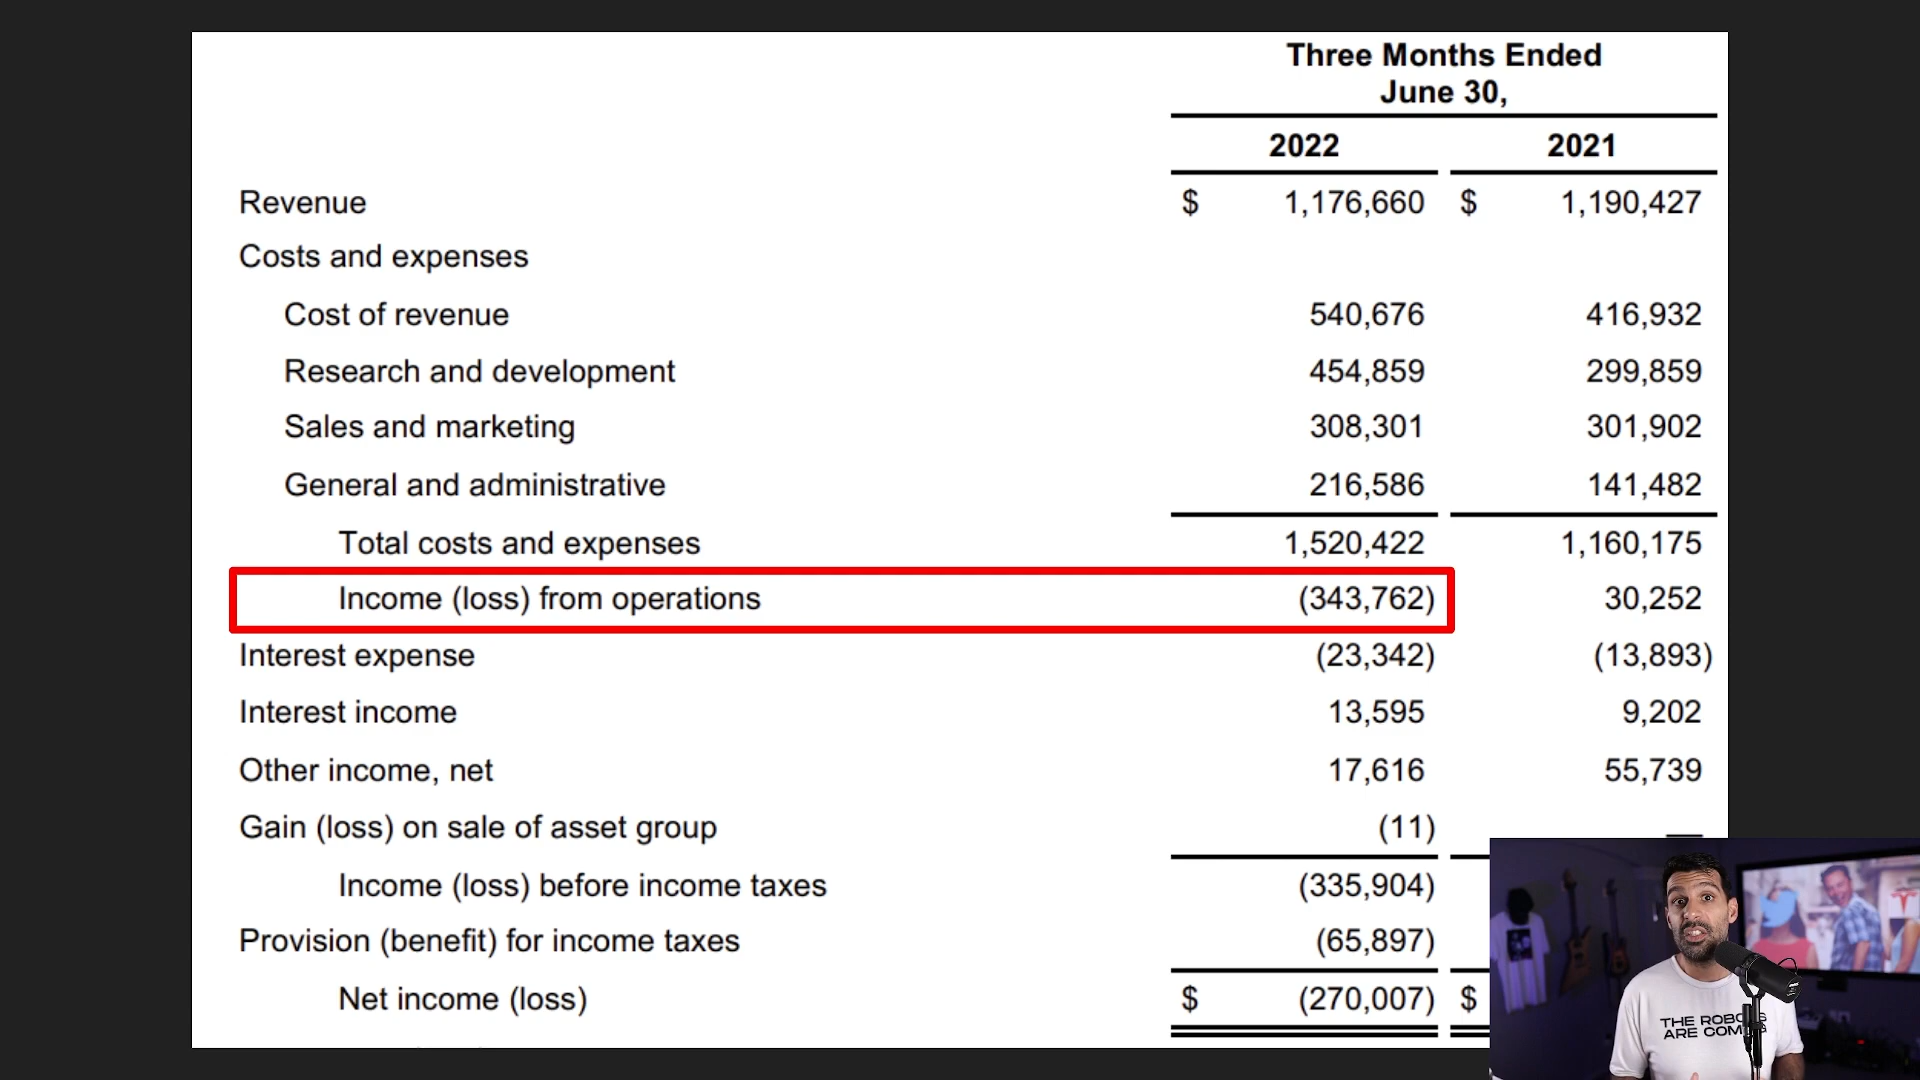 Three Months Ended
June 30,
2022 2021
Revenue $ 1,176,660 $ 1,190,427
Costs and expenses
Cost of revenue 540,676 416,932
Research and development 454,859 299,859
Sales and marketing 308,301 301,902
General and administrative 216,586 141,482
Total costs and expenses 1,520,422 1,160,175
Income (loss) from operations (343,762) 30,252
Interest expense (23,342) (13,893)
Interest income 13,595 9,202
Other income, net 17,616 55,739
Gain (loss) on sale of asset group (11) —
Income (loss) before income taxes (335,904)
Provision (benefit) for income taxes (65,897)
Net income (loss) $ (270,007) $
THE
ARE